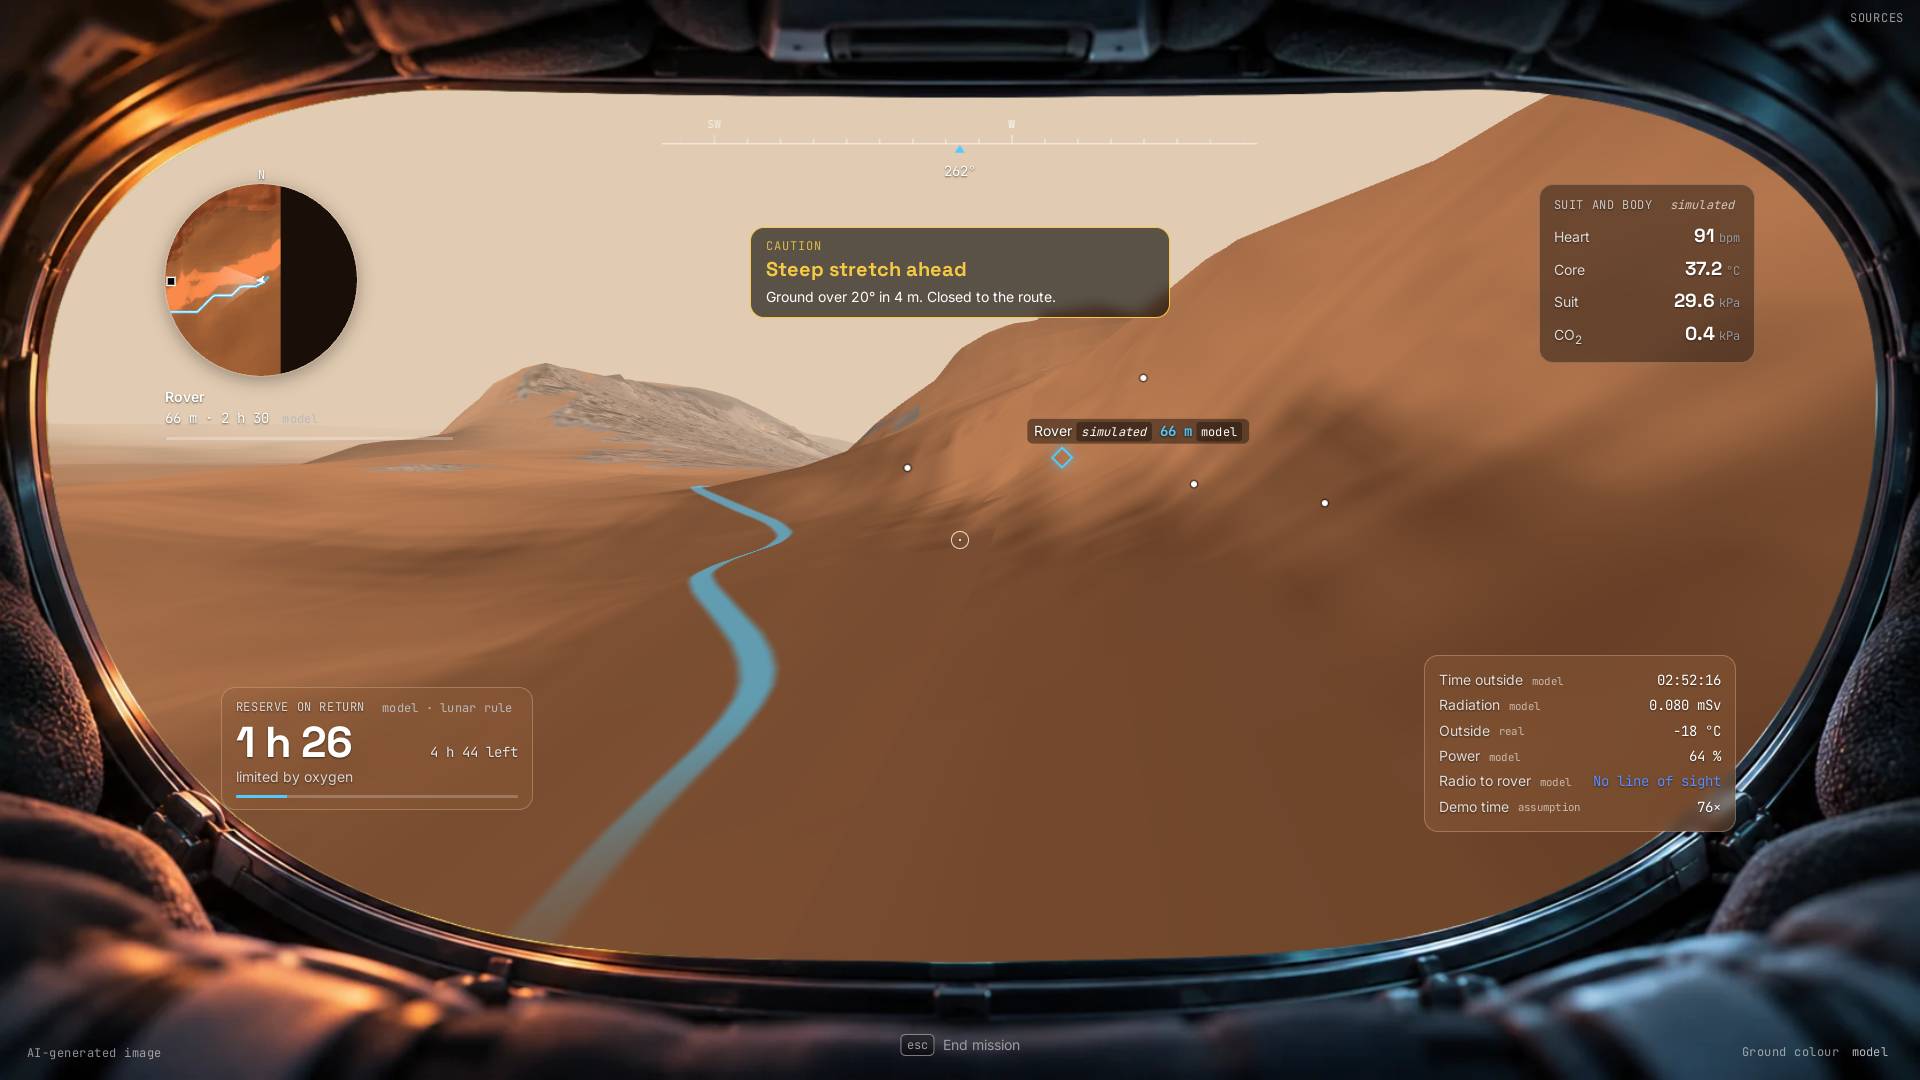 SOURCES
SW
W
262°
N
CAUTION
Steep stretch ahead
Ground over 20° in 4 m. Closed to the route.
SUIT AND BODY simulated
Heart 91 bpm
Core 37.2 °C
Suit 29.6 kPa
CO2 0.4 kPa
Rover
66 m · 2 h 30 model
Rover simulated 66 m model
RESERVE ON RETURN model · lunar rule
1 h 26
4 h 44 left
limited by oxygen
Time outside model 02:52:16
Radiation model 0.080 mSv
Outside real -18 °C
Power model 64 %
Radio to rover model No line of sight
Demo time assumption 76×
esc End mission
AI-generated image
Ground colour model